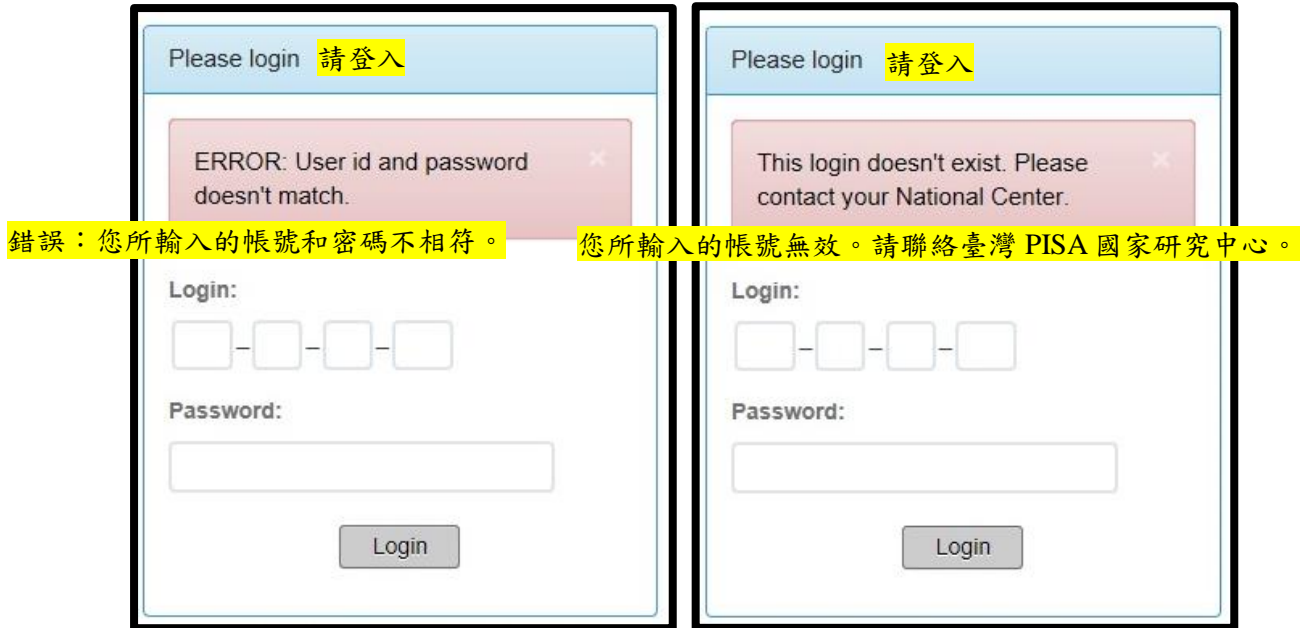 Please login 請登入
ERROR: User id and password
doesn't match.
錯誤：您所輸入的帳號和密碼不相符。
Login:
– – –
Password:
Login
Please login 請登入
This login doesn't exist. Please
contact your National Center.
您所輸入的帳號無效。請聯絡臺灣 PISA 國家研究中心。
Login:
– – –
Password:
Login